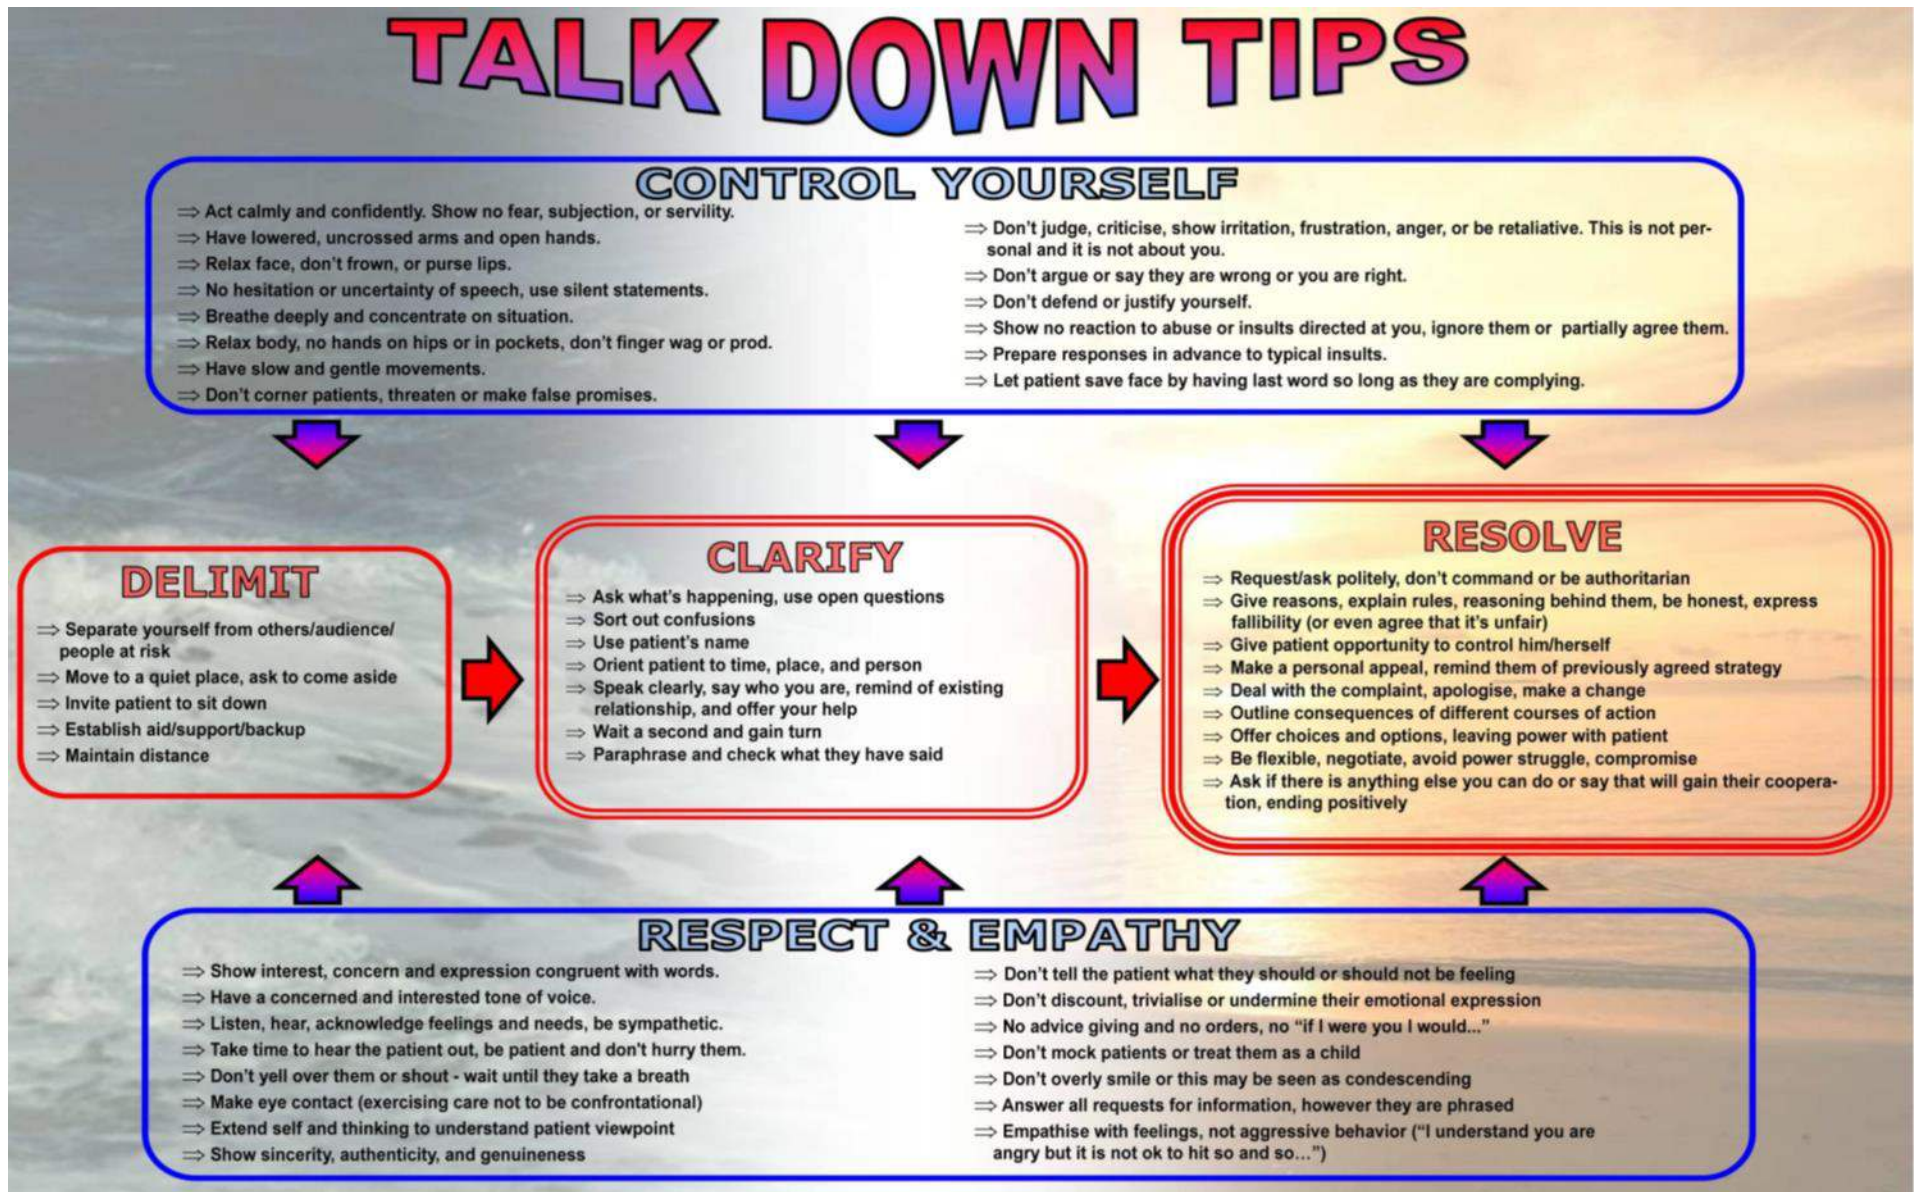 TALK DOWN TIPS
CONTROL YOURSELF
⇒ Act calmly and confidently. Show no fear, subjection, or servility.
⇒ Have lowered, uncrossed arms and open hands.
⇒ Relax face, don't frown, or purse lips.
⇒ No hesitation or uncertainty of speech, use silent statements.
⇒ Breathe deeply and concentrate on situation.
⇒ Relax body, no hands on hips or in pockets, don't finger wag or prod.
⇒ Have slow and gentle movements.
⇒ Don't corner patients, threaten or make false promises.
⇒ Don't judge, criticise, show irritation, frustration, anger, or be retaliative. This is not per-
sonal and it is not about you.
⇒ Don't argue or say they are wrong or you are right.
⇒ Don't defend or justify yourself.
⇒ Show no reaction to abuse or insults directed at you, ignore them or partially agree them.
⇒ Prepare responses in advance to typical insults.
⇒ Let patient save face by having last word so long as they are complying.
DELIMIT
⇒ Separate yourself from others/audience/
people at risk
⇒ Move to a quiet place, ask to come aside
⇒ Invite patient to sit down
⇒ Establish aid/support/backup
⇒ Maintain distance
CLARIFY
⇒ Ask what's happening, use open questions
⇒ Sort out confusions
⇒ Use patient's name
⇒ Orient patient to time, place, and person
⇒ Speak clearly, say who you are, remind of existing
relationship, and offer your help
⇒ Wait a second and gain turn
⇒ Paraphrase and check what they have said
RESOLVE
⇒ Request/ask politely, don't command or be authoritarian
⇒ Give reasons, explain rules, reasoning behind them, be honest, express
fallibility (or even agree that it's unfair)
⇒ Give patient opportunity to control him/herself
⇒ Make a personal appeal, remind them of previously agreed strategy
⇒ Deal with the complaint, apologise, make a change
⇒ Outline consequences of different courses of action
⇒ Offer choices and options, leaving power with patient
⇒ Be flexible, negotiate, avoid power struggle, compromise
⇒ Ask if there is anything else you can do or say that will gain their coopera-
tion, ending positively
RESPECT & EMPATHY
⇒ Show interest, concern and expression congruent with words.
⇒ Have a concerned and interested tone of voice.
⇒ Listen, hear, acknowledge feelings and needs, be sympathetic.
⇒ Take time to hear the patient out, be patient and don't hurry them.
⇒ Don't yell over them or shout - wait until they take a breath
⇒ Make eye contact (exercising care not to be confrontational)
⇒ Extend self and thinking to understand patient viewpoint
⇒ Show sincerity, authenticity, and genuineness
⇒ Don't tell the patient what they should or should not be feeling
⇒ Don't discount, trivialise or undermine their emotional expression
⇒ No advice giving and no orders, no “if I were you I would...”
⇒ Don't mock patients or treat them as a child
⇒ Don't overly smile or this may be seen as condescending
⇒ Answer all requests for information, however they are phrased
⇒ Empathise with feelings, not aggressive behavior (“I understand you are
angry but it is not ok to hit so and so...”)